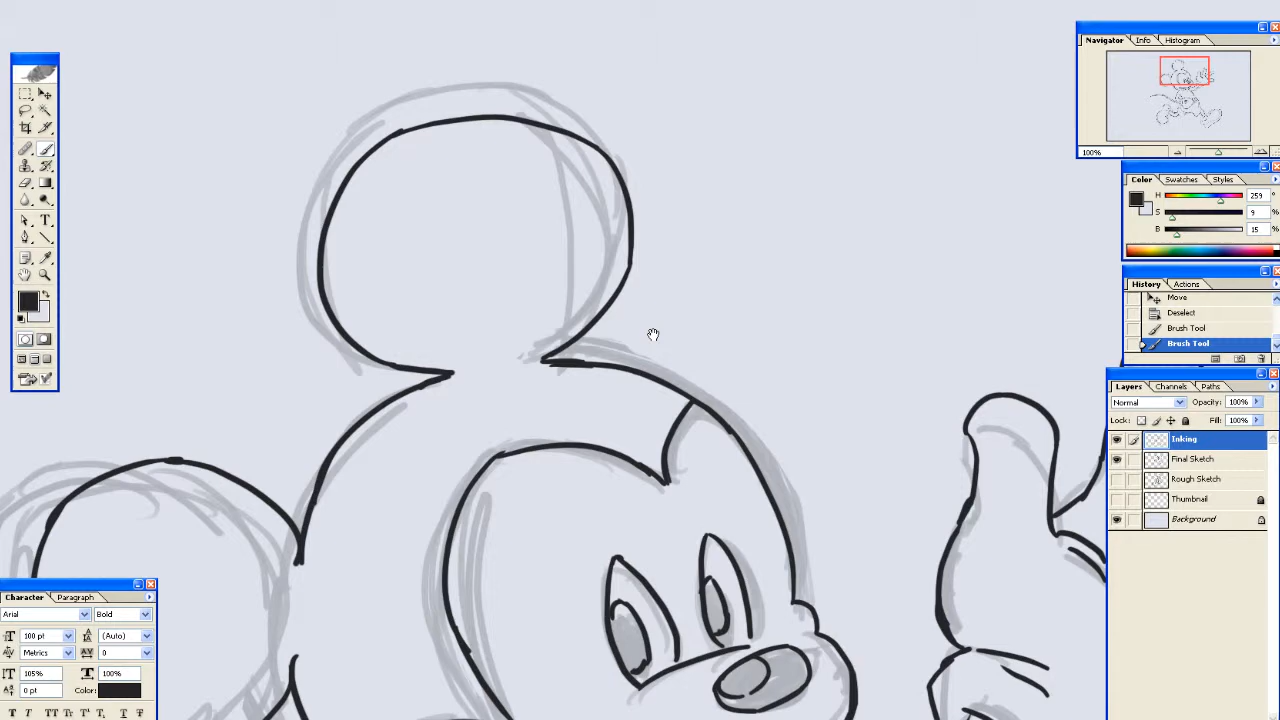 Navigator Info Histogram
100%
Color Swatches Styles
H 259 °
S 9 %
B 15 %
History Actions
Move
Deselect
Brush Tool
Brush Tool
Layers Channels Paths
Normal Opacity: 100%
Lock: Fill: 100%
Inking
Final Sketch
Rough Sketch
Thumbnail
Background
Character Paragraph
Arial Bold
100 pt (Auto)
Metrics 0
105% 100%
0 pt Color:
T T TT Tr T T, T T